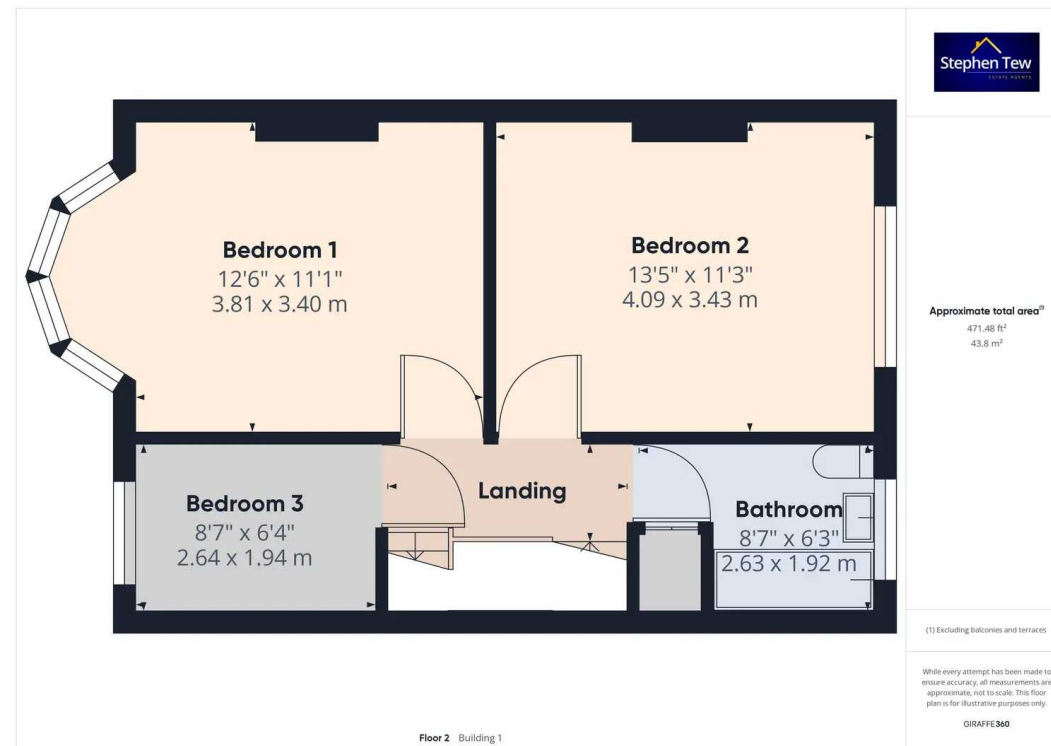 Stephen Tew
ESTATE AGENTS
Bedroom 1
12'6" x 11'1"
3.81 x 3.40 m
Bedroom 2
13'5" x 11'3"
4.09 x 3.43 m
Landing
Bedroom 3
8'7" x 6'4"
2.64 x 1.94 m
Bathroom
8'7" x 6'3"
2.63 x 1.92 m
Approximate total area(1)
471.48 ft²
43.8 m²
(1) Excluding balconies and terraces
While every attempt has been made to
ensure accuracy, all measurements are
approximate, not to scale. This floor
plan is for illustrative purposes only.
GIRAFFE360
Floor 2 Building 1